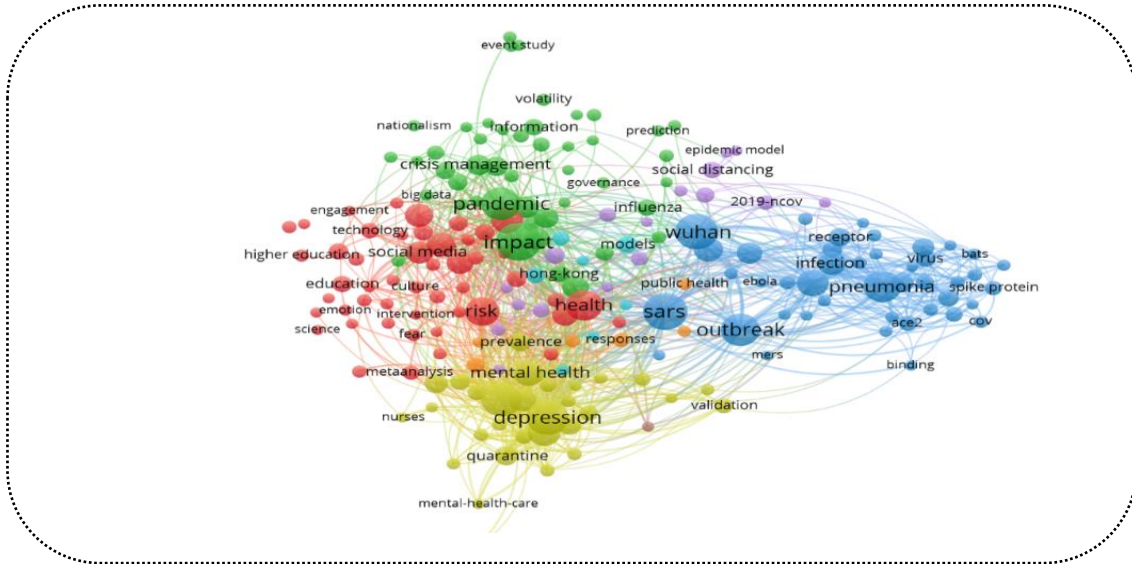 event study
volatility
nationalism
information
prediction
epidemic model
crisis management
social distancing
governance
big data
pandemic
2019-ncov
engagement
influenza
technology
wuhan
receptor
impact
models
higher education
social media
virus
bats
infection
hong-kong
education
culture
public health
ebola
pneumonia
spike protein
emotion
intervention
risk
health
sars
ace2
cov
science
fear
outbreak
prevalence
responses
mers
binding
metaanalysis
mental health
nurses
depression
validation
quarantine
mental-health-care